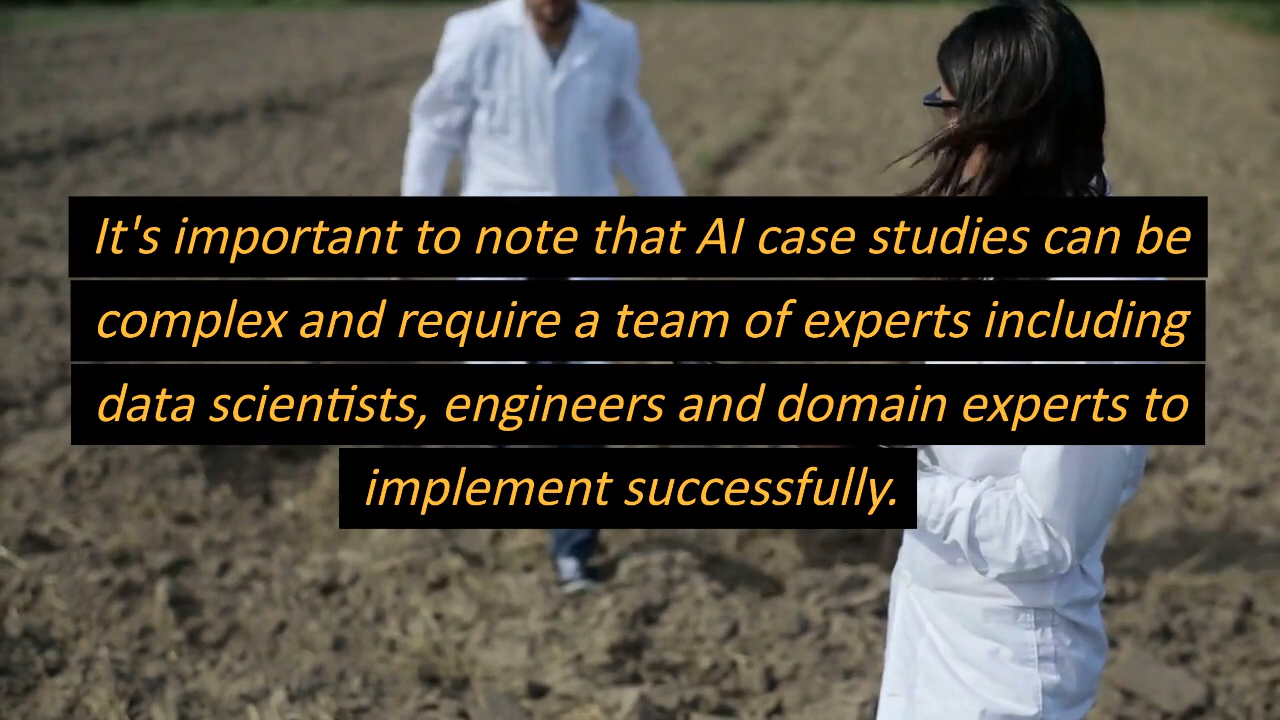 It's important to note that AI case studies can be
complex and require a team of experts including
data scientists, engineers and domain experts to
implement successfully.